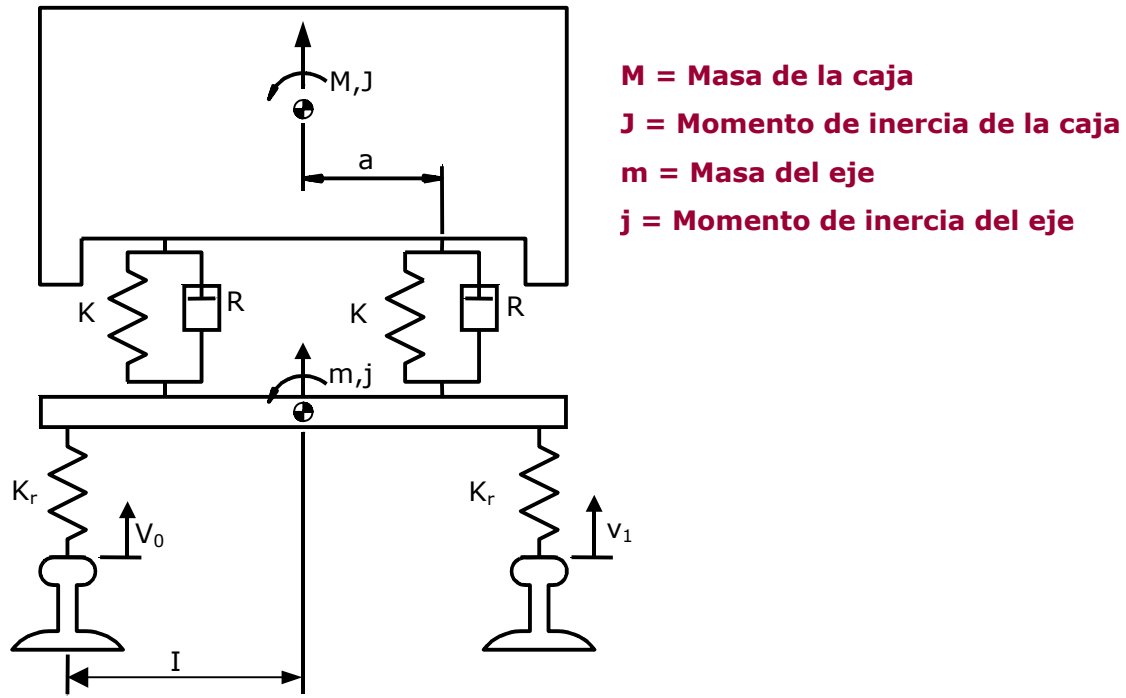 M,J
M = Masa de la caja
J = Momento de inercia de la caja
m = Masa del eje
j = Momento de inercia del eje
a
K
R
K
R
m,j
Kr
V0
Kr
v1
I